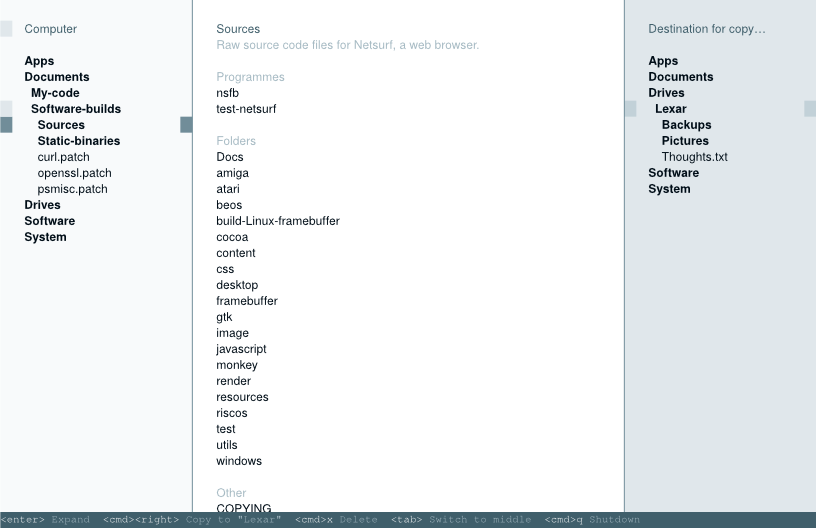 Computer
Apps
Documents
My-code
Software-builds
Sources
Static-binaries
curl.patch
openssl.patch
psmisc.patch
Drives
Software
System
Sources
Raw source code files for Netsurf, a web browser.
Programmes
nsfb
test-netsurf
Folders
Docs
amiga
atari
beos
build-Linux-framebuffer
cocoa
content
css
desktop
framebuffer
gtk
image
javascript
monkey
render
resources
riscos
test
utils
windows
Other
COPYING
Destination for copy…
Apps
Documents
Drives
Lexar
Backups
Pictures
Thoughts.txt
Software
System
<enter> Expand <cmd><right> Copy to "Lexar" <cmd>x Delete <tab> Switch to middle <cmd>q Shutdown